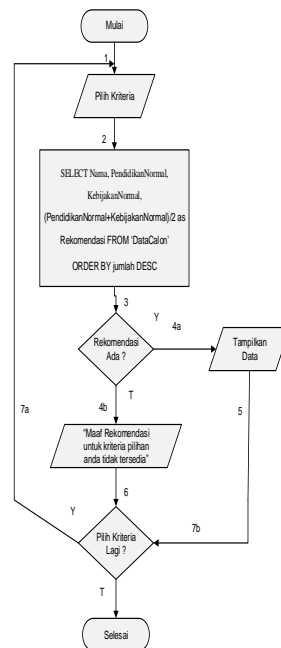 Mulai
1
Pilih Kriteria
2
SELECT Nama, PendidikanNormal,
KebijakanNormal,
(PendidikanNormal+KebijakanNormal)/2 as
Rekomendasi FROM 'DataCalon'
ORDER BY jumlah DESC
3
Y
4a
Rekomendasi
Ada ?
Tampilkan
Data
7a
T
4b
5
"Maaf Rekomendasi
untuk kriteria pilihan
anda tidak tersedia"
6
Y
7b
Pilih Kriteria
Lagi ?
T
Selesai